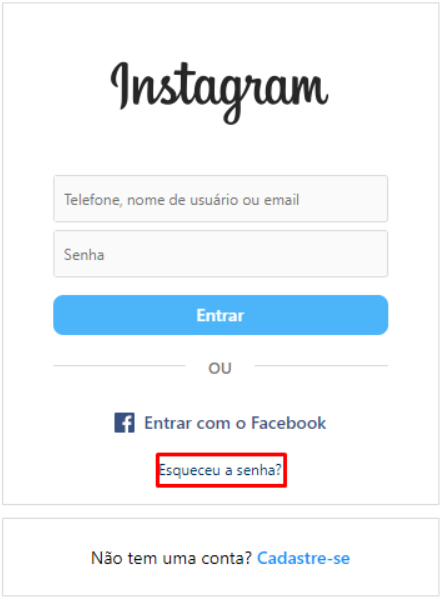 Instagram
Telefone, nome de usuário ou email
Senha
Entrar
OU
Entrar com o Facebook
Esqueceu a senha?
Não tem uma conta? Cadastre-se